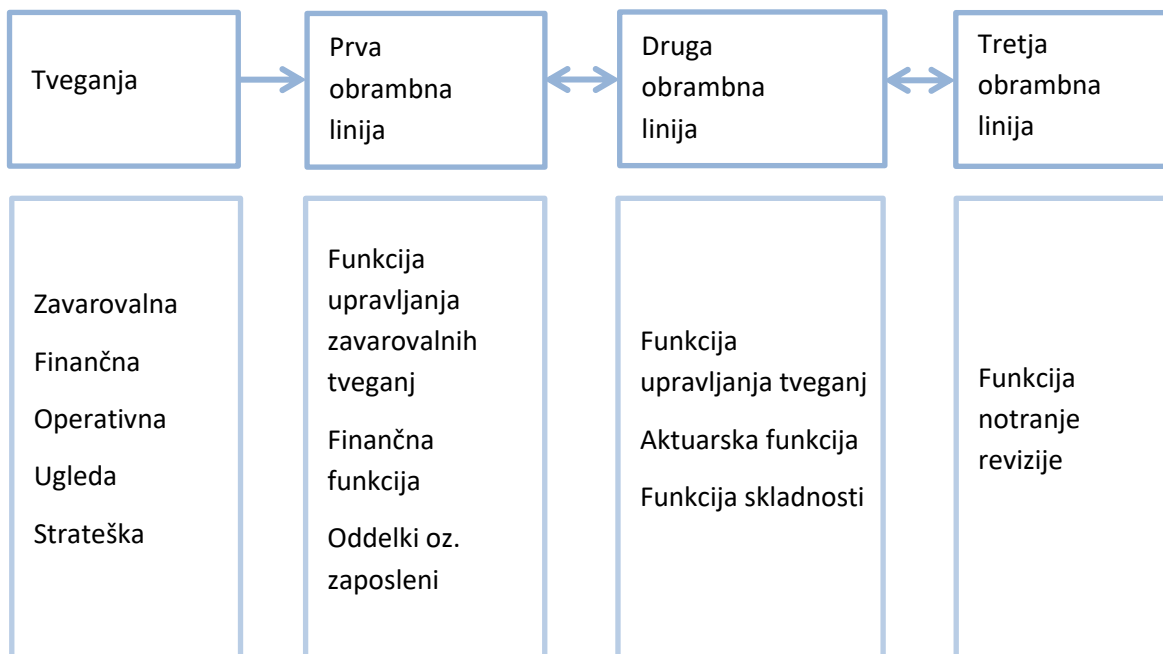 Tveganja
Prva
obrambna
linija
Druga
obrambna
linija
Tretja
obrambna
linija
Zavarovalna
Finančna
Operativna
Ugleda
Strateška
Funkcija
upravljanja
zavarovalnih
tveganj
Finančna
funkcija
Oddelki oz.
zaposleni
Funkcija
upravljanja tveganj
Aktuarska funkcija
Funkcija skladnosti
Funkcija
notranje
revizije